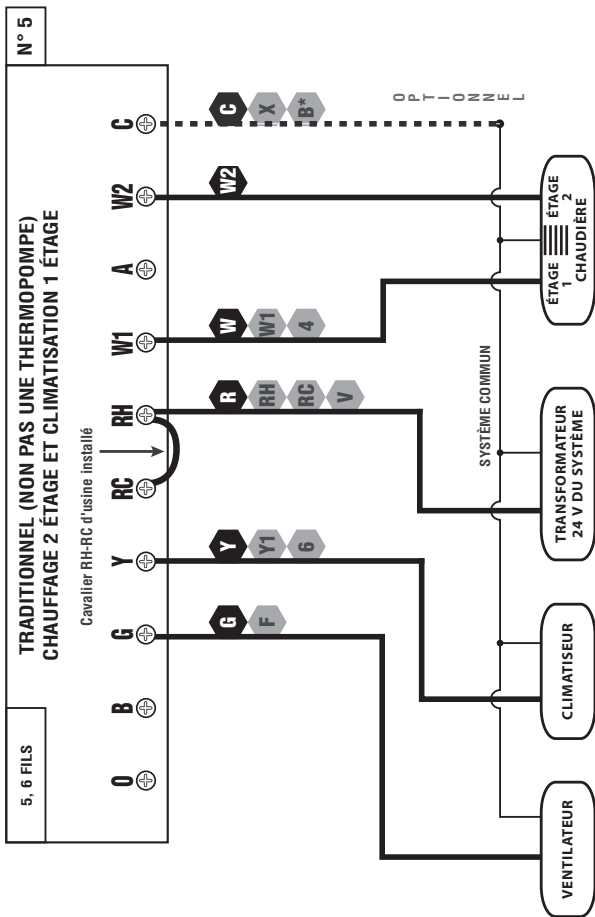 N° 5
5, 6 FILS
TRADITIONNEL (NON PAS UNE THERMOPOMPE)
CHAUFFAGE 2 ÉTAGE ET CLIMATISATION 1 ÉTAGE
Cavalier RH-RC d'usine installé
O B G Y RC RH W1 A W2 C
G
F
Y
Y1
6
R
RH
RC
V
W
W1
4
W2
C
X
B*
OPTIONNEL
SYSTÈME COMMUN
VENTILATEUR
CLIMATISEUR
TRANSFORMATEUR
24 V DU SYSTÈME
ÉTAGE
1
ÉTAGE
2
CHAUDIÈRE